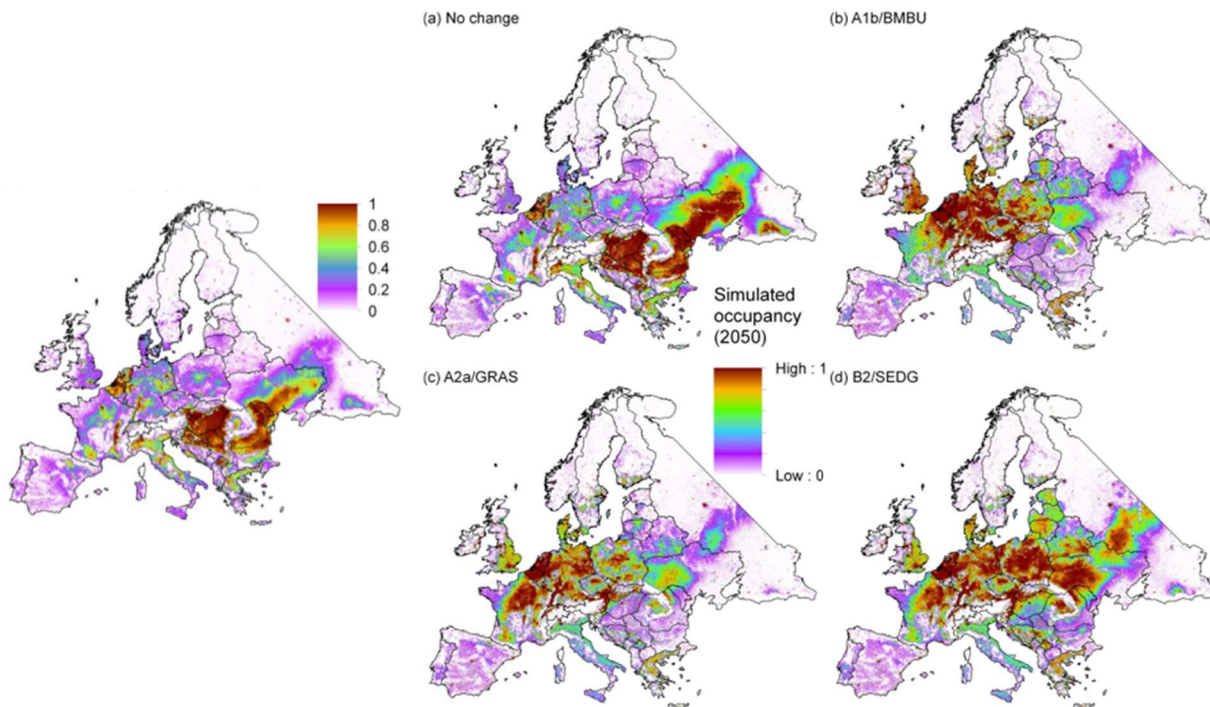 (a) No change
(b) A1b/BMBU
1
0.8
0.6
0.4
0.2
0
Simulated
occupancy
(2050)
(c) A2a/GRAS
High : 1
Low : 0
(d) B2/SEDG